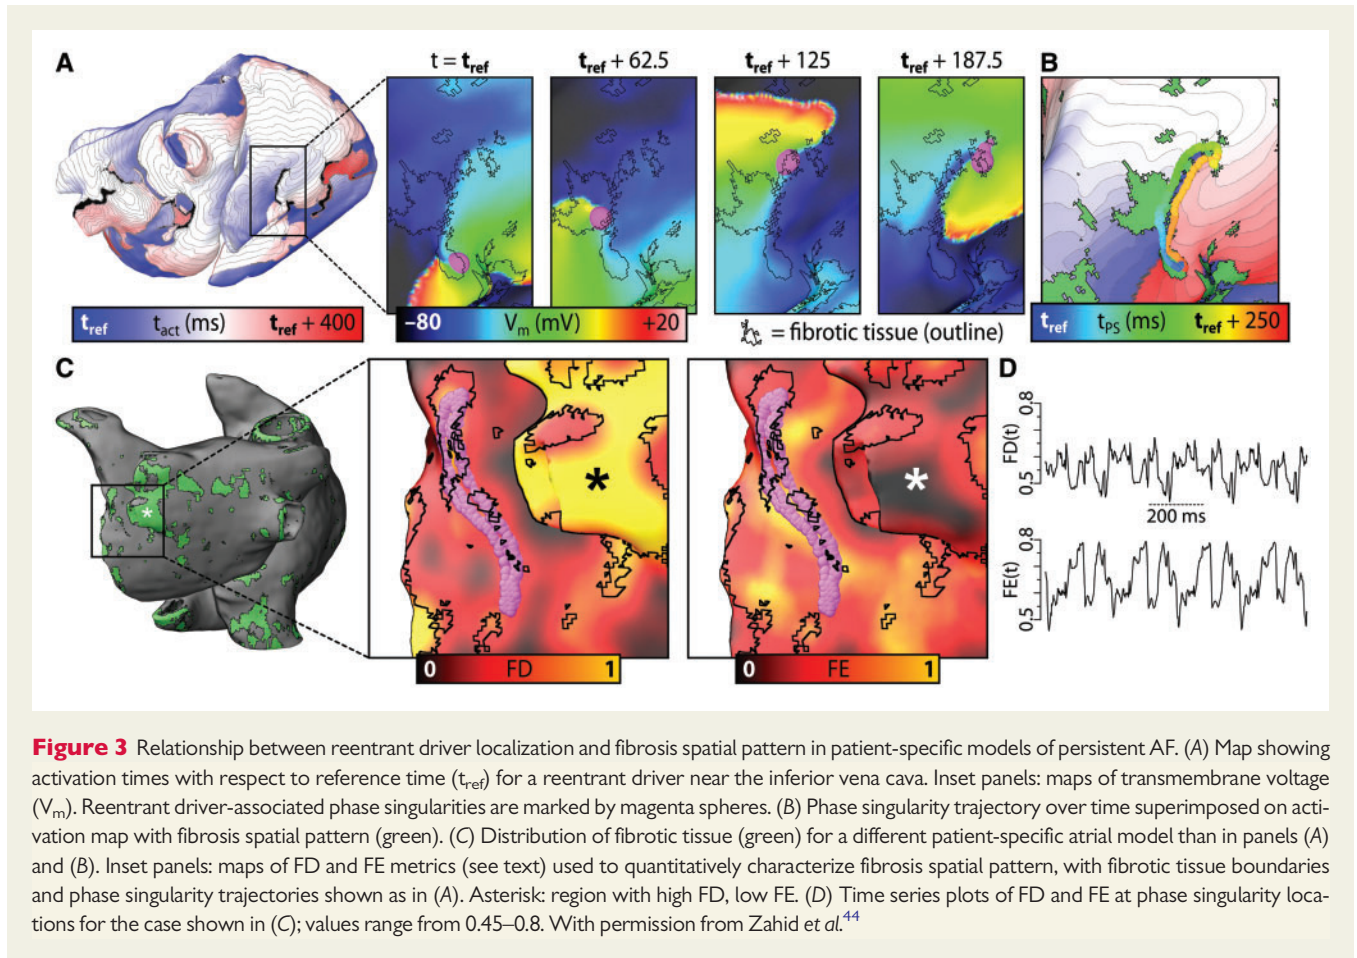 A
t = tref
tref + 62.5
tref + 125
tref + 187.5
B
tref tact (ms) tref + 400
−80 Vm (mV) +20
= fibrotic tissue (outline)
tref tPS (ms) tref + 250
C
*
*
*
0 FD 1
0 FE 1
D
0.8
FD(t)
0.5
200 ms
0.8
FE(t)
0.5
Figure 3 Relationship between reentrant driver localization and fibrosis spatial pattern in patient-specific models of persistent AF. (A) Map showing
activation times with respect to reference time (tref) for a reentrant driver near the inferior vena cava. Inset panels: maps of transmembrane voltage
(Vm). Reentrant driver-associated phase singularities are marked by magenta spheres. (B) Phase singularity trajectory over time superimposed on acti-
vation map with fibrosis spatial pattern (green). (C) Distribution of fibrotic tissue (green) for a different patient-specific atrial model than in panels (A)
and (B). Inset panels: maps of FD and FE metrics (see text) used to quantitatively characterize fibrosis spatial pattern, with fibrotic tissue boundaries
and phase singularity trajectories shown as in (A). Asterisk: region with high FD, low FE. (D) Time series plots of FD and FE at phase singularity loca-
tions for the case shown in (C); values range from 0.45–0.8. With permission from Zahid et al.44